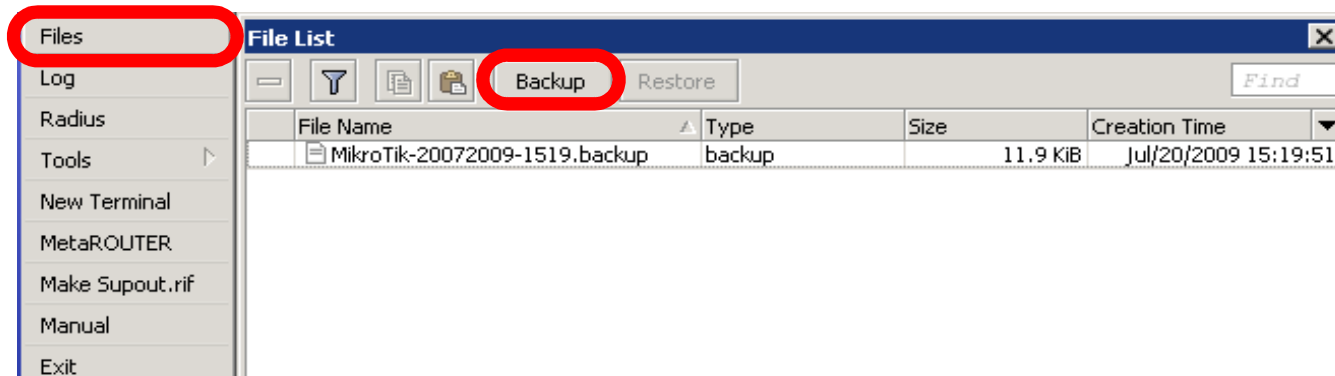 Files
Log
Radius
Tools
New Terminal
MetaROUTER
Make Supout.rif
Manual
Exit
File List
Backup Restore Find
File Name Type Size Creation Time
MikroTik-20072009-1519.backup backup 11.9 KiB Jul/20/2009 15:19:51